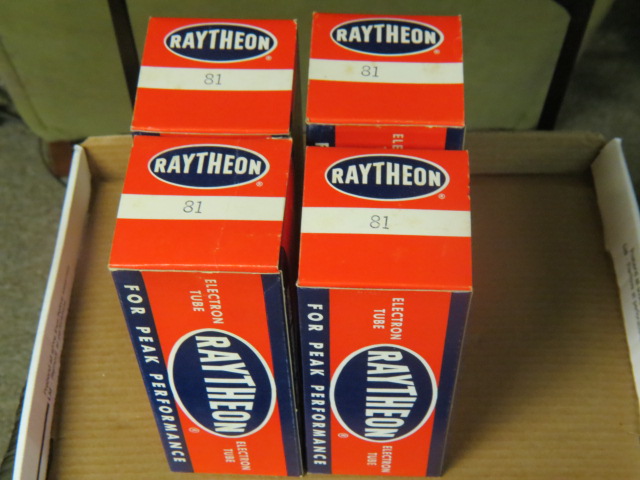 RAYTHEON
®
81
RAYTHEON
®
81
ELEC
F
RAYTHEON
®
81
RAYTHEON
®
81
FOR PEAK PERFORMANCE
ELECTRON
TUBE
RAYTHEON
®
ELECTRON
TUBE
FOR PEAK PERFORMANCE
ELECTRON
TUBE
RAYTHEON
®
ELECTRON
TUBE